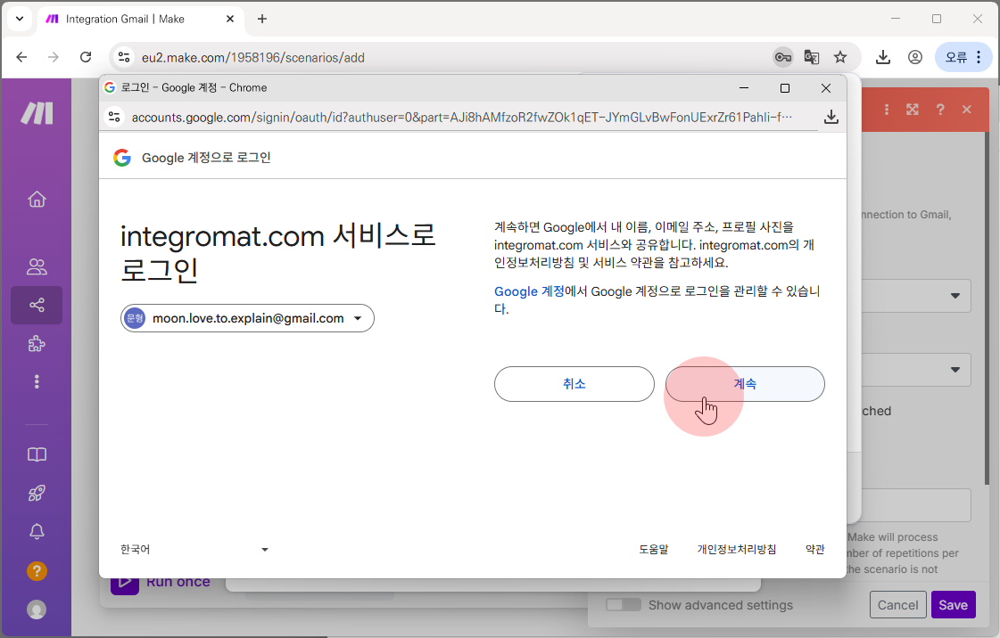 Integration Gmail | Make
eu2.make.com/1958196/scenarios/add
오류
로그인 - Google 계정 - Chrome
accounts.google.com/signin/oauth/id?authuser=0&part=AJi8hAMfzoR2fwZOk1qET-JYmGLvBwFonUExrZr61Pahli-f…
Google 계정으로 로그인
integromat.com 서비스로
로그인
문형
moon.love.to.explain@gmail.com
계속하면 Google에서 내 이름, 이메일 주소, 프로필 사진을
integromat.com 서비스와 공유합니다. integromat.com의 개
인정보처리방침 및 서비스 약관을 참고하세요.
Google 계정에서 Google 계정으로 로그인을 관리할 수 있습니
다.
취소
계속
한국어
도움말
개인정보처리방침
약관
nnection to Gmail,
ched
Make will process
mber of repetitions per
the scenario is not
Run once
Show advanced settings
Cancel
Save